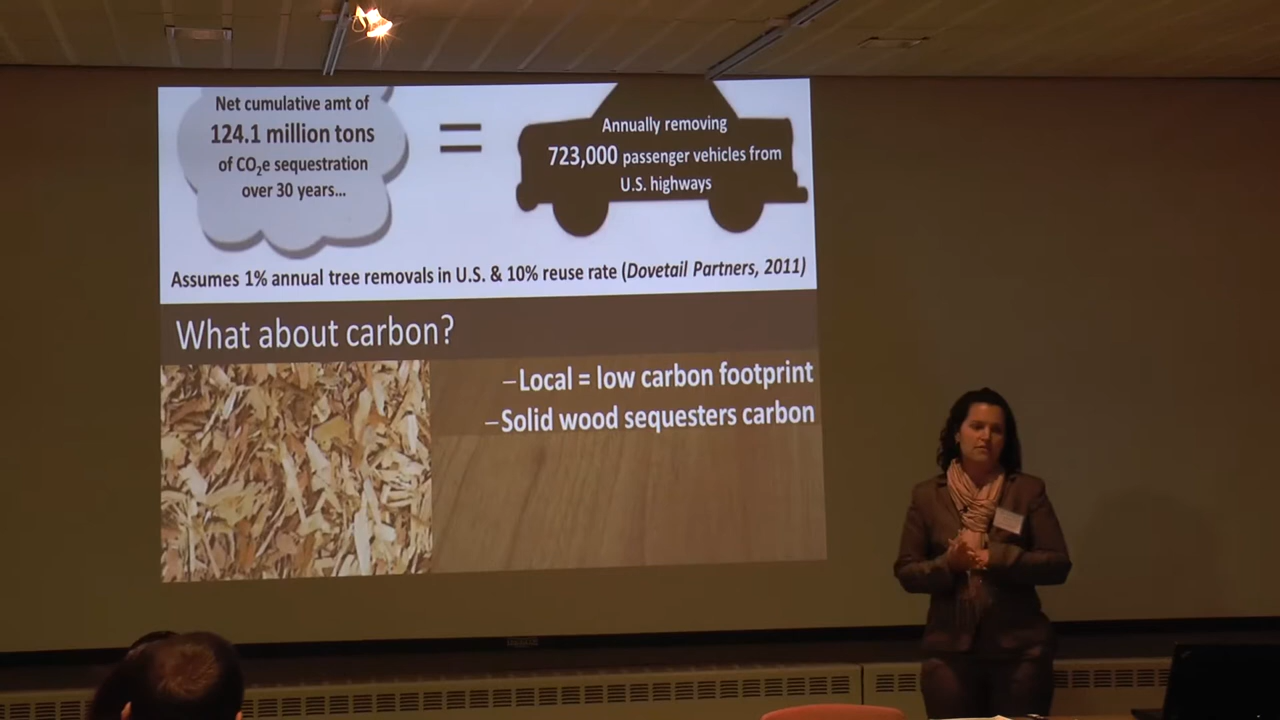 Net cumulative amt of
124.1 million tons
of CO₂e sequestration
over 30 years...
=
Annually removing
723,000 passenger vehicles from
U.S. highways
Assumes 1% annual tree removals in U.S. & 10% reuse rate (Dovetail Partners, 2011)
What about carbon?
–Local = low carbon footprint
–Solid wood sequesters carbon